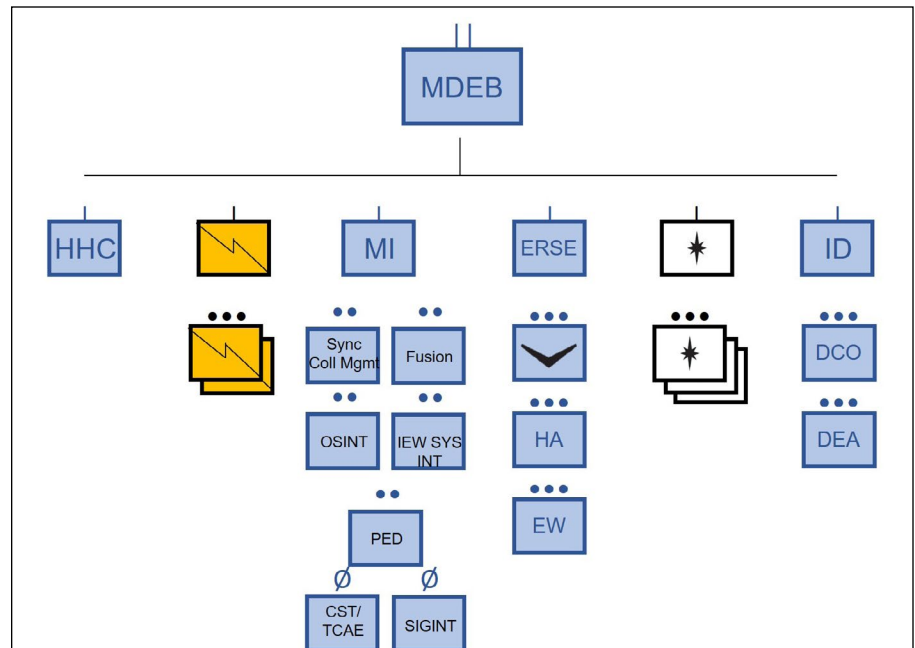 MDEB
HHC
MI
ERSE
ID
Sync
Coll Mgmt
Fusion
DCO
OSINT
IEW SYS
INT
HA
DEA
PED
EW
CST/
TCAE
SIGINT